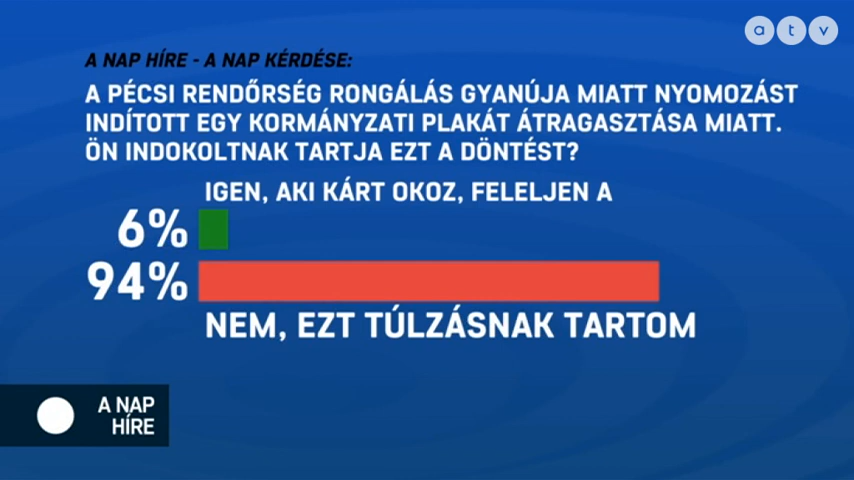 atv
A NAP HÍRE - A NAP KÉRDÉSE:
A PÉCSI RENDŐRSÉG RONGÁLÁS GYANÚJA MIATT NYOMOZÁST
INDÍTOTT EGY KORMÁNYZATI PLAKÁT ÁTRAGASZTÁSA MIATT.
ÖN INDOKOLTNAK TARTJA EZT A DÖNTÉST?
IGEN, AKI KÁRT OKOZ, FELELJEN A
6%
94%
NEM, EZT TÚLZÁSNAK TARTOM
A NAP
HÍRE